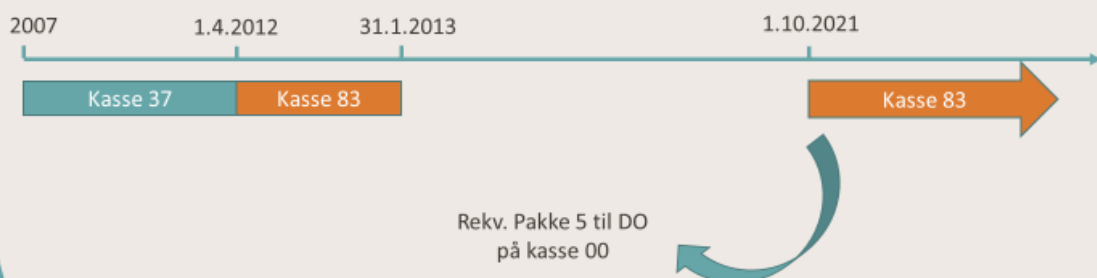 2007
1.4.2012
31.1.2013
1.10.2021
Kasse 37
Kasse 83
Kasse 83
Rekv. Pakke 5 til DO
på kasse 00